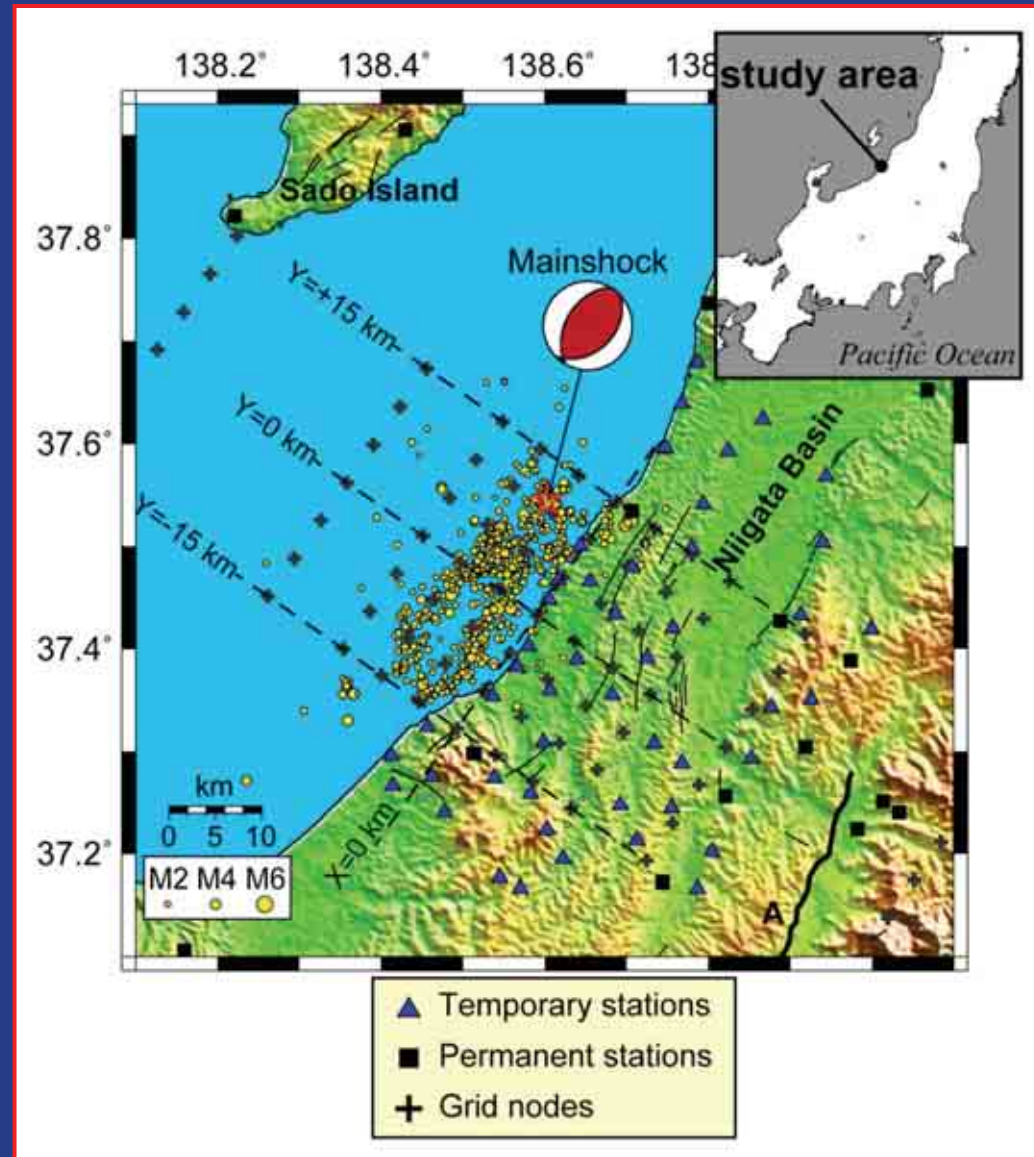 138.2° 138.4° 138.6° 138
study area
Sado Island
37.8°
Mainshock
Y=+15 km
Pacific Ocean
Y=0 km
37.6°
Niigata Basin
Y=-15 km
37.4°
km
0 5 10
X=0 km
37.2°
M2 M4 M6
A
Temporary stations
Permanent stations
Grid nodes